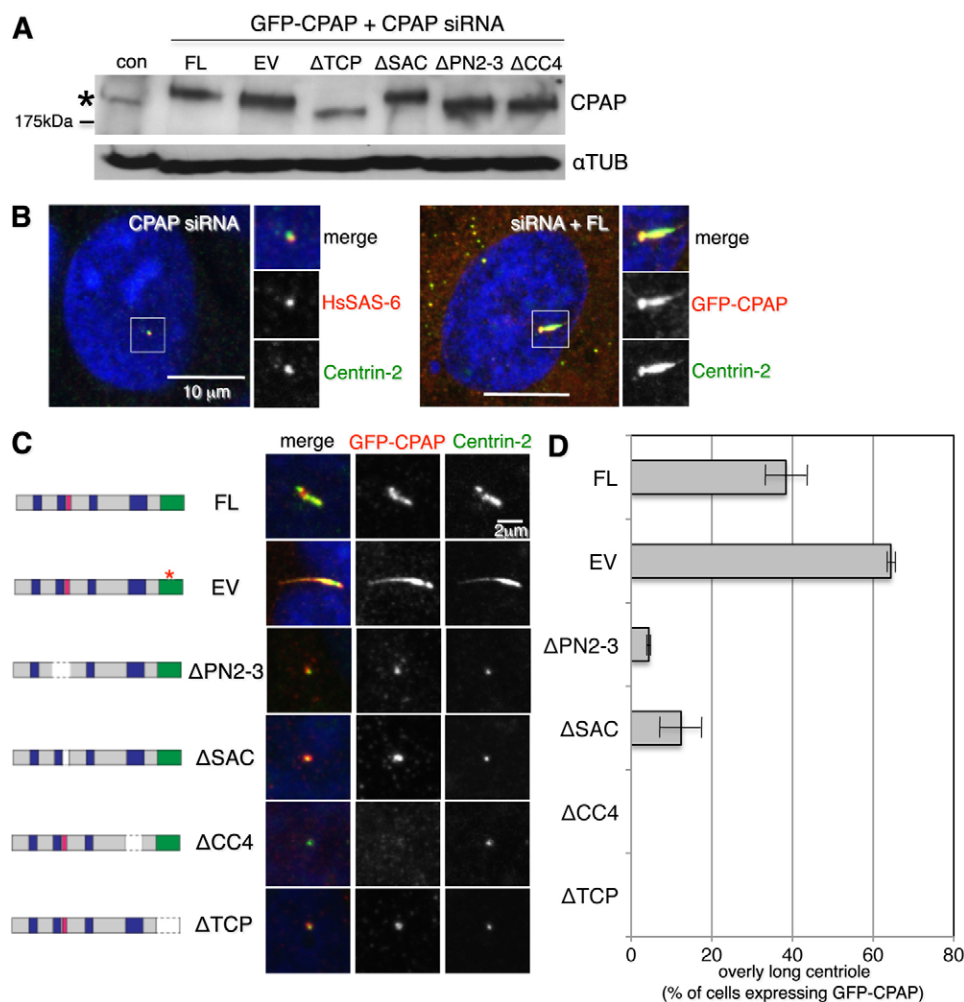 A
GFP-CPAP + CPAP siRNA
con FL EV ΔTCP ΔSAC ΔPN2-3 ΔCC4
*
CPAP
175kDa
αTUB
B
CPAP siRNA
10 μm
merge
HsSAS-6
Centrin-2
siRNA + FL
merge
GFP-CPAP
Centrin-2
C
merge GFP-CPAP Centrin-2
FL
2μm
*
EV
ΔPN2-3
ΔSAC
ΔCC4
ΔTCP
D
FL
EV
ΔPN2-3
ΔSAC
ΔCC4
ΔTCP
0 20 40 60 80
overly long centriole
(% of cells expressing GFP-CPAP)